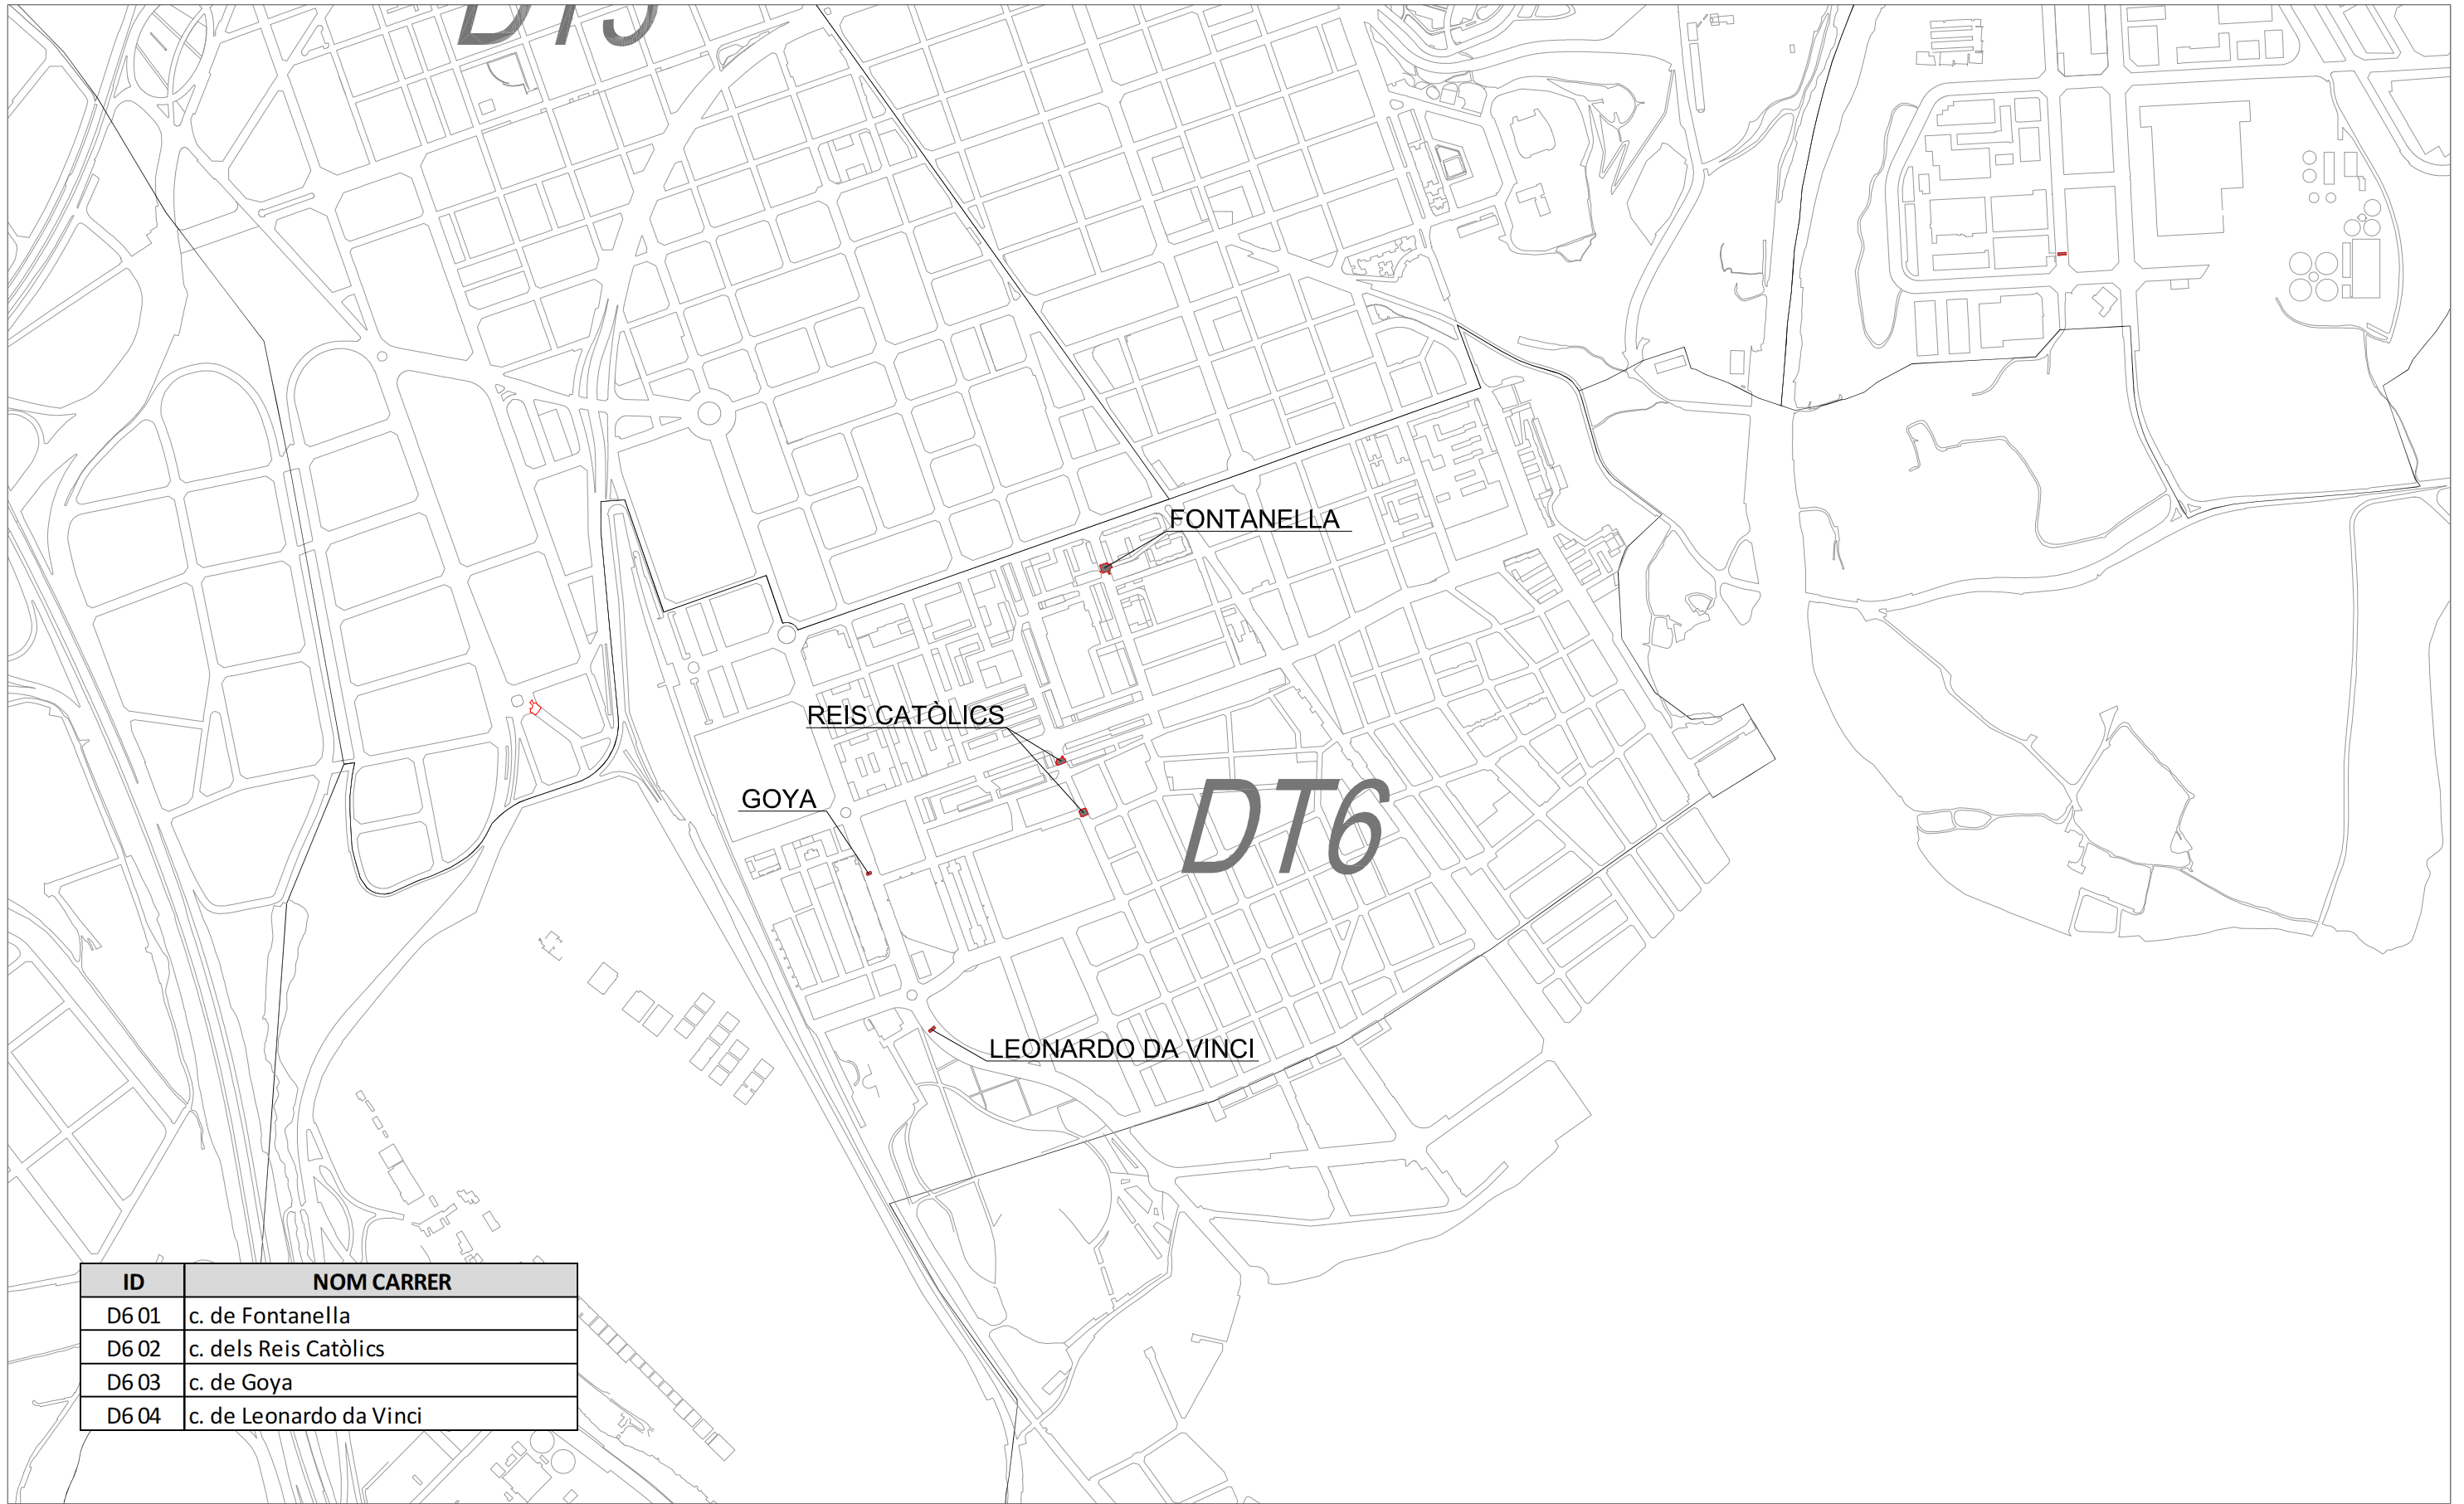 DT5
FONTANELLA
REIS CATÒLICS
GOYA
DT6
LEONARDO DA VINCI
ID NOM CARRER
D6 01 c. de Fontanella
D6 02 c. dels Reis Catòlics
D6 03 c. de Goya
D6 04 c. de Leonardo da Vinci